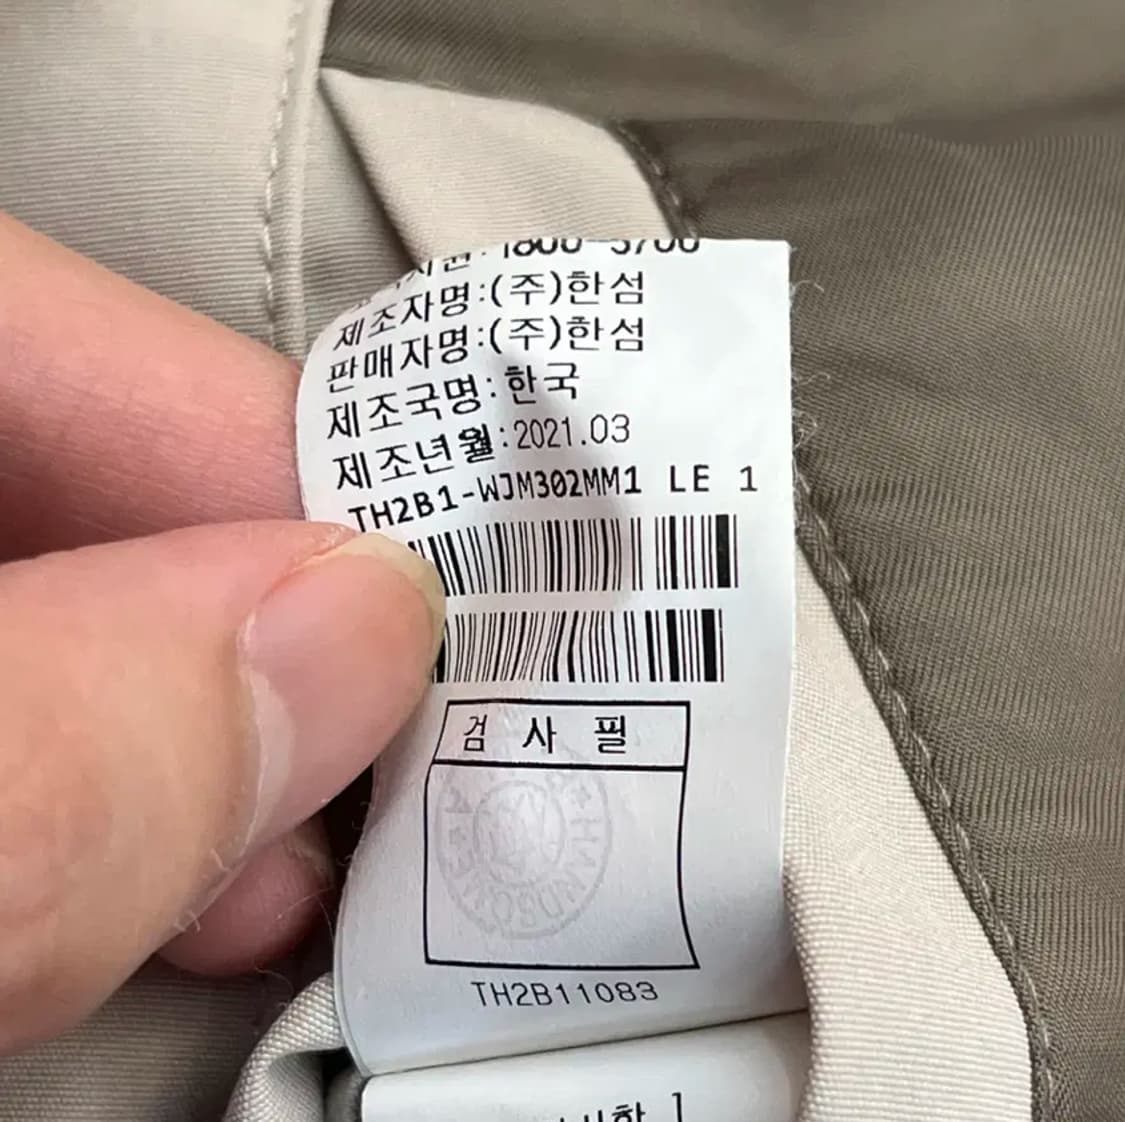 제조자명:(주)한섬
판매자명:(주)한섬
제조국명:한국
제조년월:2021.03
TH2B1-WJM302MM1 LE 1
검 사 필
HANDSOME
TH2B11083